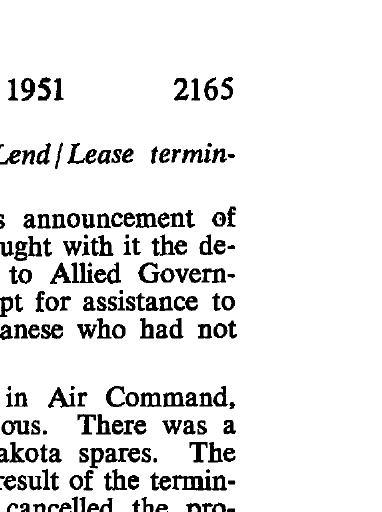 1951 2165
Lend/Lease termin-
s announcement of
ught with it the de-
to Allied Govern-
pt for assistance to
anese who had not
in Air Command,
ous. There was a
akota spares. The
result of the termin-
cancelled the pro-